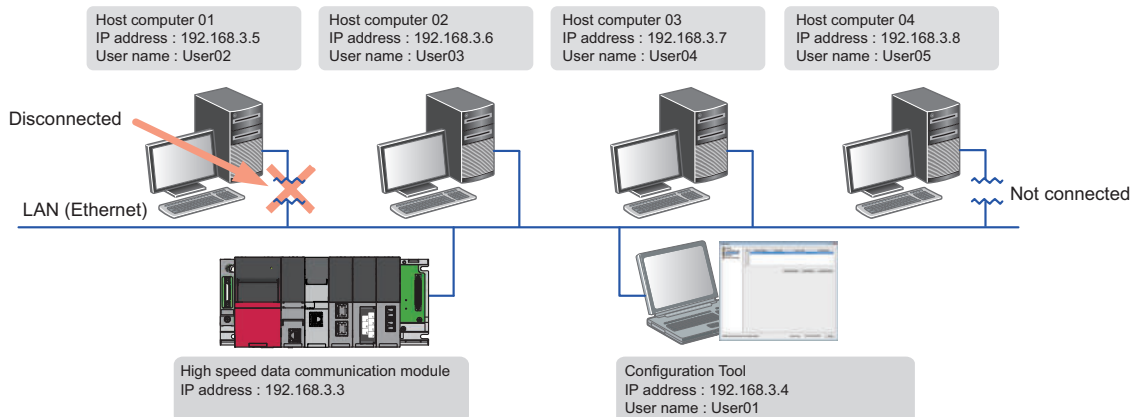 Host computer 01
IP address : 192.168.3.5
User name : User02
Host computer 02
IP address : 192.168.3.6
User name : User03
Host computer 03
IP address : 192.168.3.7
User name : User04
Host computer 04
IP address : 192.168.3.8
User name : User05
Disconnected
Not connected
LAN (Ethernet)
High speed data communication module
IP address : 192.168.3.3
Configuration Tool
IP address : 192.168.3.4
User name : User01